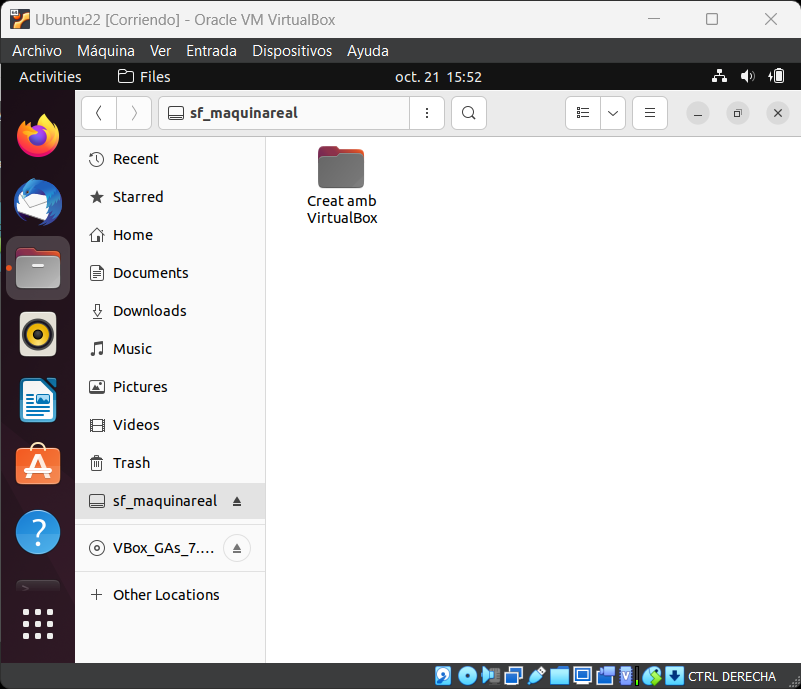 Ubuntu22 [Corriendo] - Oracle VM VirtualBox
Archivo Máquina Ver Entrada Dispositivos Ayuda
Activities Files oct. 21 15:52
sf_maquinareal
Recent
Starred
Home
Documents
Downloads
Music
Pictures
Videos
Trash
sf_maquinareal
VBox_GAs_7....
Other Locations
Creat amb
VirtualBox
CTRL DERECHA